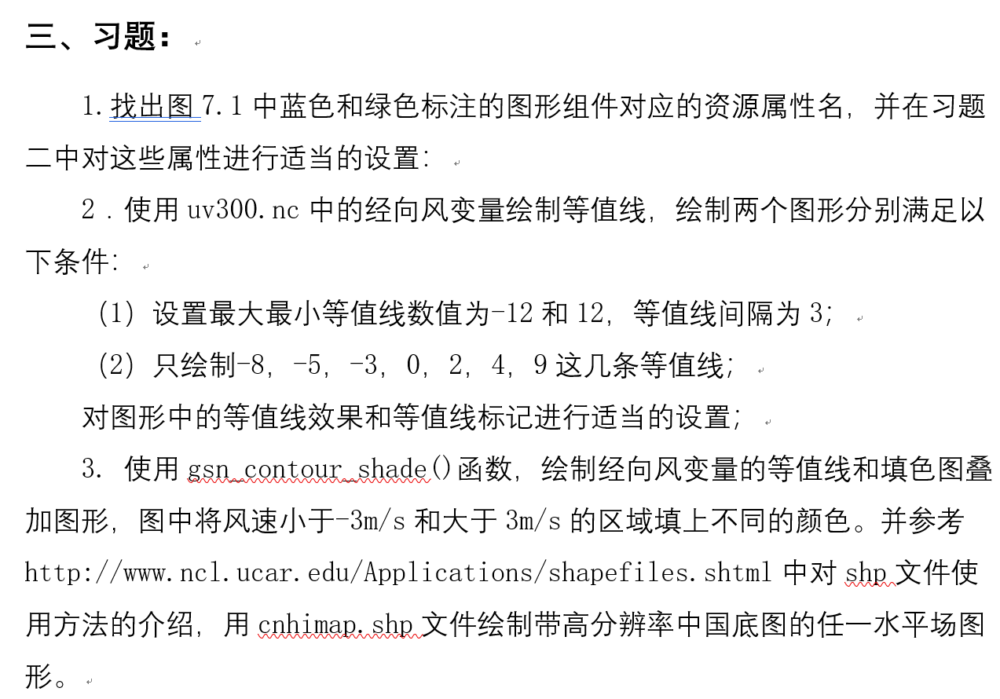 三、习题：
1.找出图 7.1 中蓝色和绿色标注的图形组件对应的资源属性名，并在习题
二中对这些属性进行适当的设置：
2．使用 uv300.nc 中的经向风变量绘制等值线，绘制两个图形分别满足以
下条件：
（1）设置最大最小等值线数值为-12 和 12，等值线间隔为 3；
（2）只绘制-8，-5，-3，0，2，4，9 这几条等值线；
对图形中的等值线效果和等值线标记进行适当的设置；
3. 使用 gsn_contour_shade()函数，绘制经向风变量的等值线和填色图叠
加图形，图中将风速小于-3m/s 和大于 3m/s 的区域填上不同的颜色。并参考
http://www.ncl.ucar.edu/Applications/shapefiles.shtml 中对 shp 文件使
用方法的介绍，用 cnhimap.shp 文件绘制带高分辨率中国底图的任一水平场图
形。